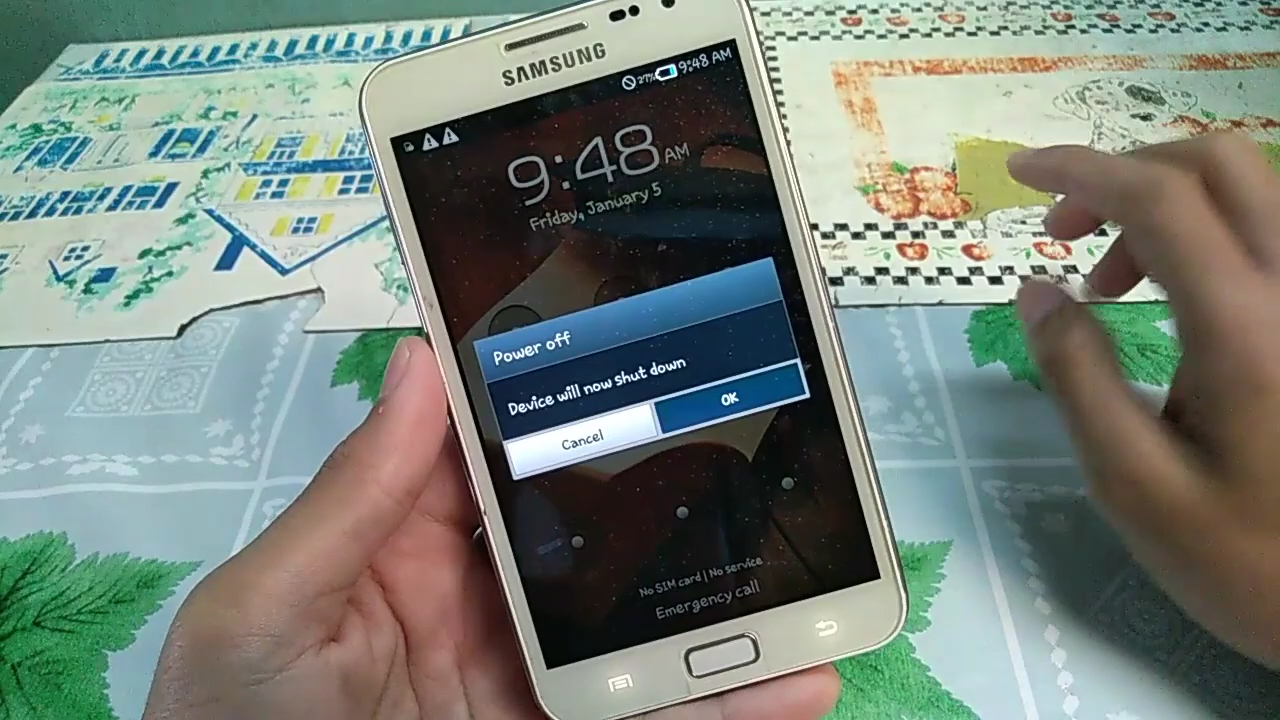 SAMSUNG
27% 9:48 AM
9:48 AM
Friday, January 5
Power off
Device will now shut down
Cancel
OK
No SIM card | No service
Emergency call